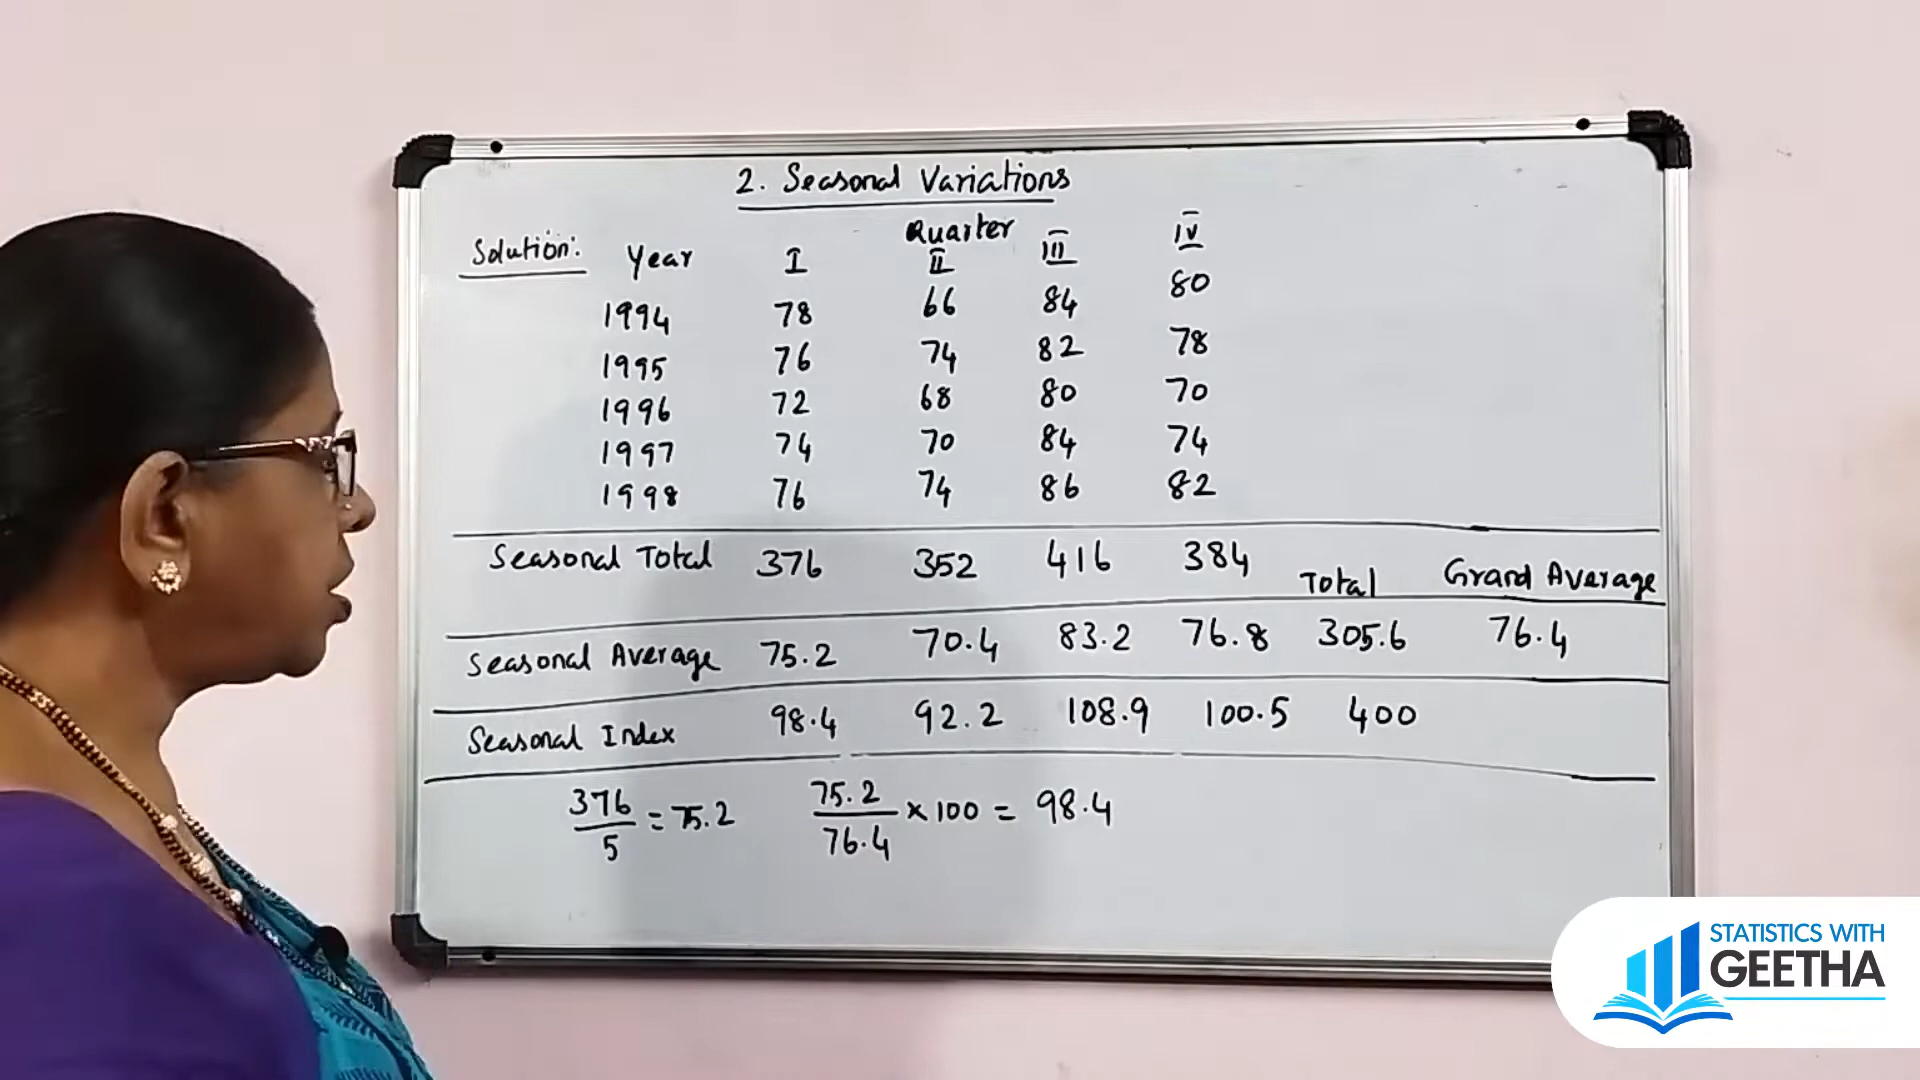 2. Seasonal Variations
Solution:
Quarter
Year I II III IV
1994 78 66 84 80
1995 76 74 82 78
1996 72 68 80 70
1997 74 70 84 74
1998 76 74 86 82
Seasonal Total 376 352 416 384 Total Grand Average
Seasonal Average 75.2 70.4 83.2 76.8 305.6 76.4
Seasonal Index 98.4 92.2 108.9 100.5 400
376/5 = 75.2 75.2/76.4 × 100 = 98.4
STATISTICS WITH
GEETHA